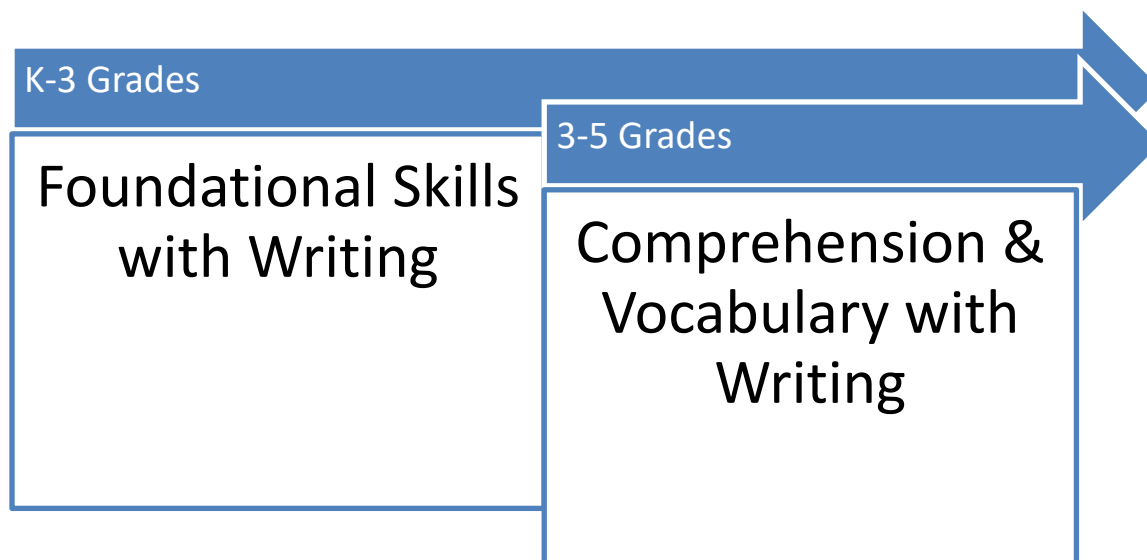 K-3 Grades
Foundational Skills
with Writing
3-5 Grades
Comprehension &
Vocabulary with
Writing